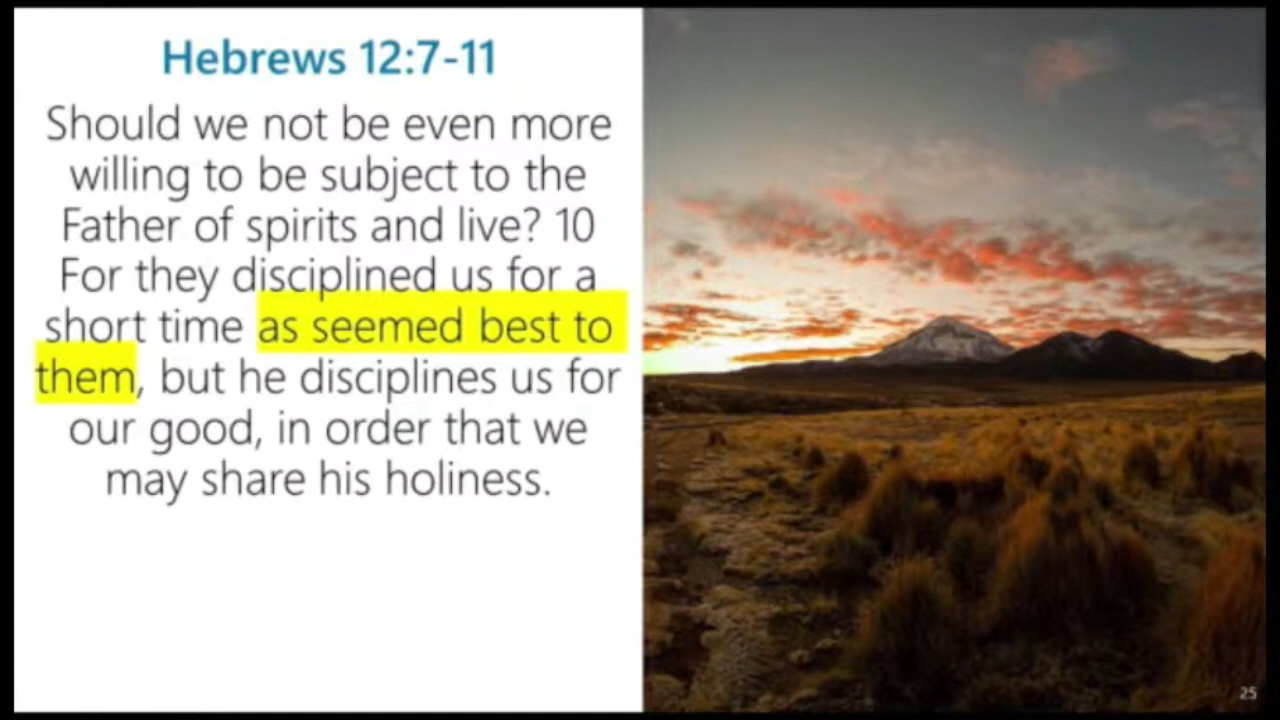 Hebrews 12:7-11
Should we not be even more
willing to be subject to the
Father of spirits and live? 10
For they disciplined us for a
short time as seemed best to
them, but he disciplines us for
our good, in order that we
may share his holiness.
25